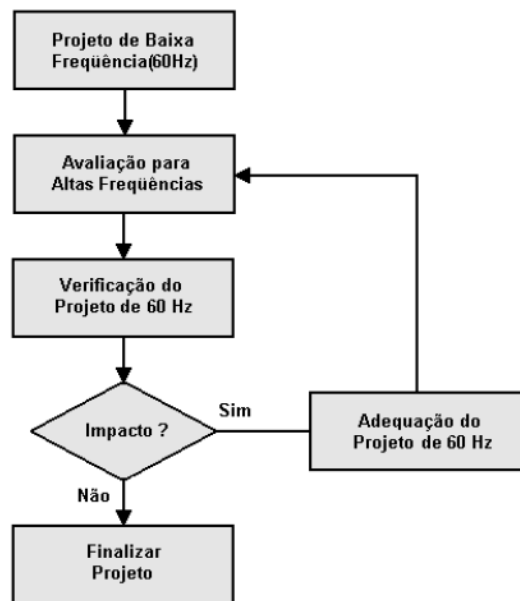 Projeto de Baixa
Freqüência(60Hz)
Avaliação para
Altas Freqüências
Verificação do
Projeto de 60 Hz
Impacto ?
Sim
Adequação do
Projeto de 60 Hz
Não
Finalizar
Projeto